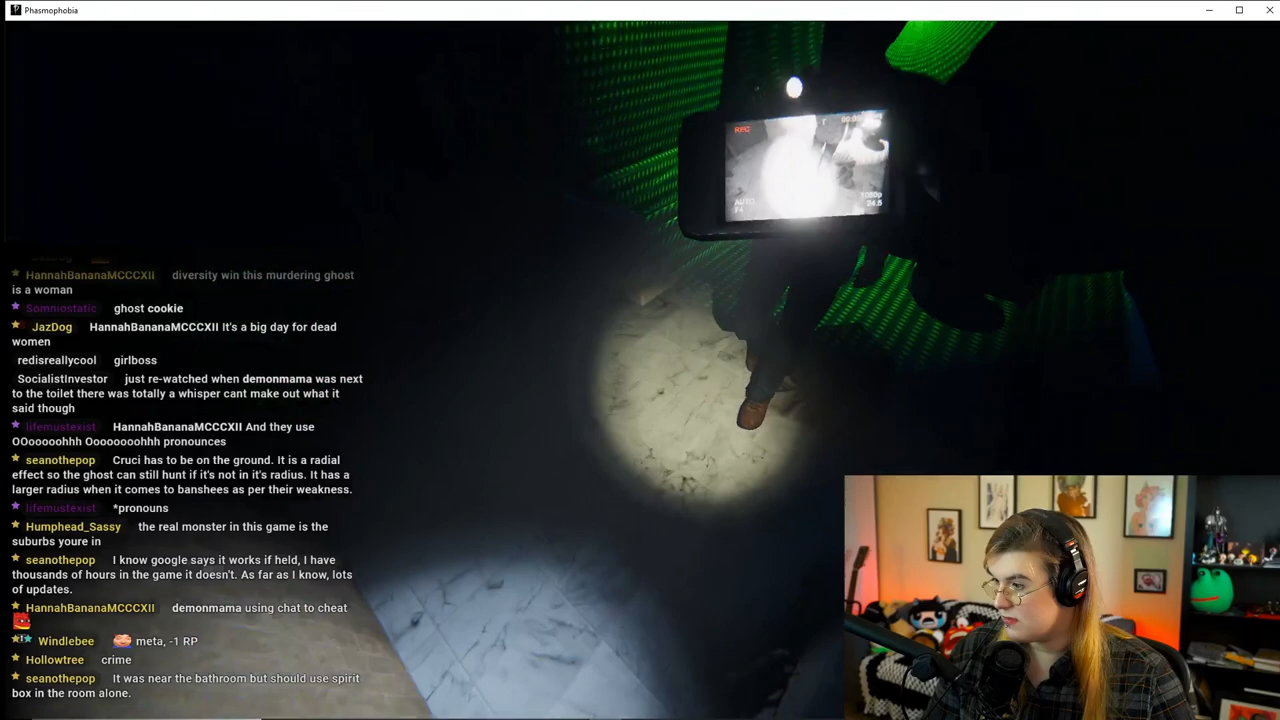 Phasmophobia
REC
AUTO
F4
1080p
24.5
HannahBananaMCCCXII diversity win this murdering ghost
is a woman
Somniostatic ghost cookie
JazDog HannahBananaMCCCXII It's a big day for dead
women
redisreallycool girlboss
SocialistInvestor just re-watched when demonmama was next
to the toilet there was totally a whisper cant make out what it
said though
lifemustexist HannahBananaMCCCXII And they use
OOooooohhh Oooooooohhh pronounces
seanothepop Cruci has to be on the ground. It is a radial
effect so the ghost can still hunt if it's not in it's radius. It has a
larger radius when it comes to banshees as per their weakness.
lifemustexist *pronouns
Humphead_Sassy the real monster in this game is the
suburbs youre in
seanothepop I know google says it works if held, I have
thousands of hours in the game it doesn't. As far as I know, lots
of updates.
HannahBananaMCCCXII demonmama using chat to cheat
Windlebee meta, -1 RP
Hollowtree crime
seanothepop It was near the bathroom but should use spirit
box in the room alone.